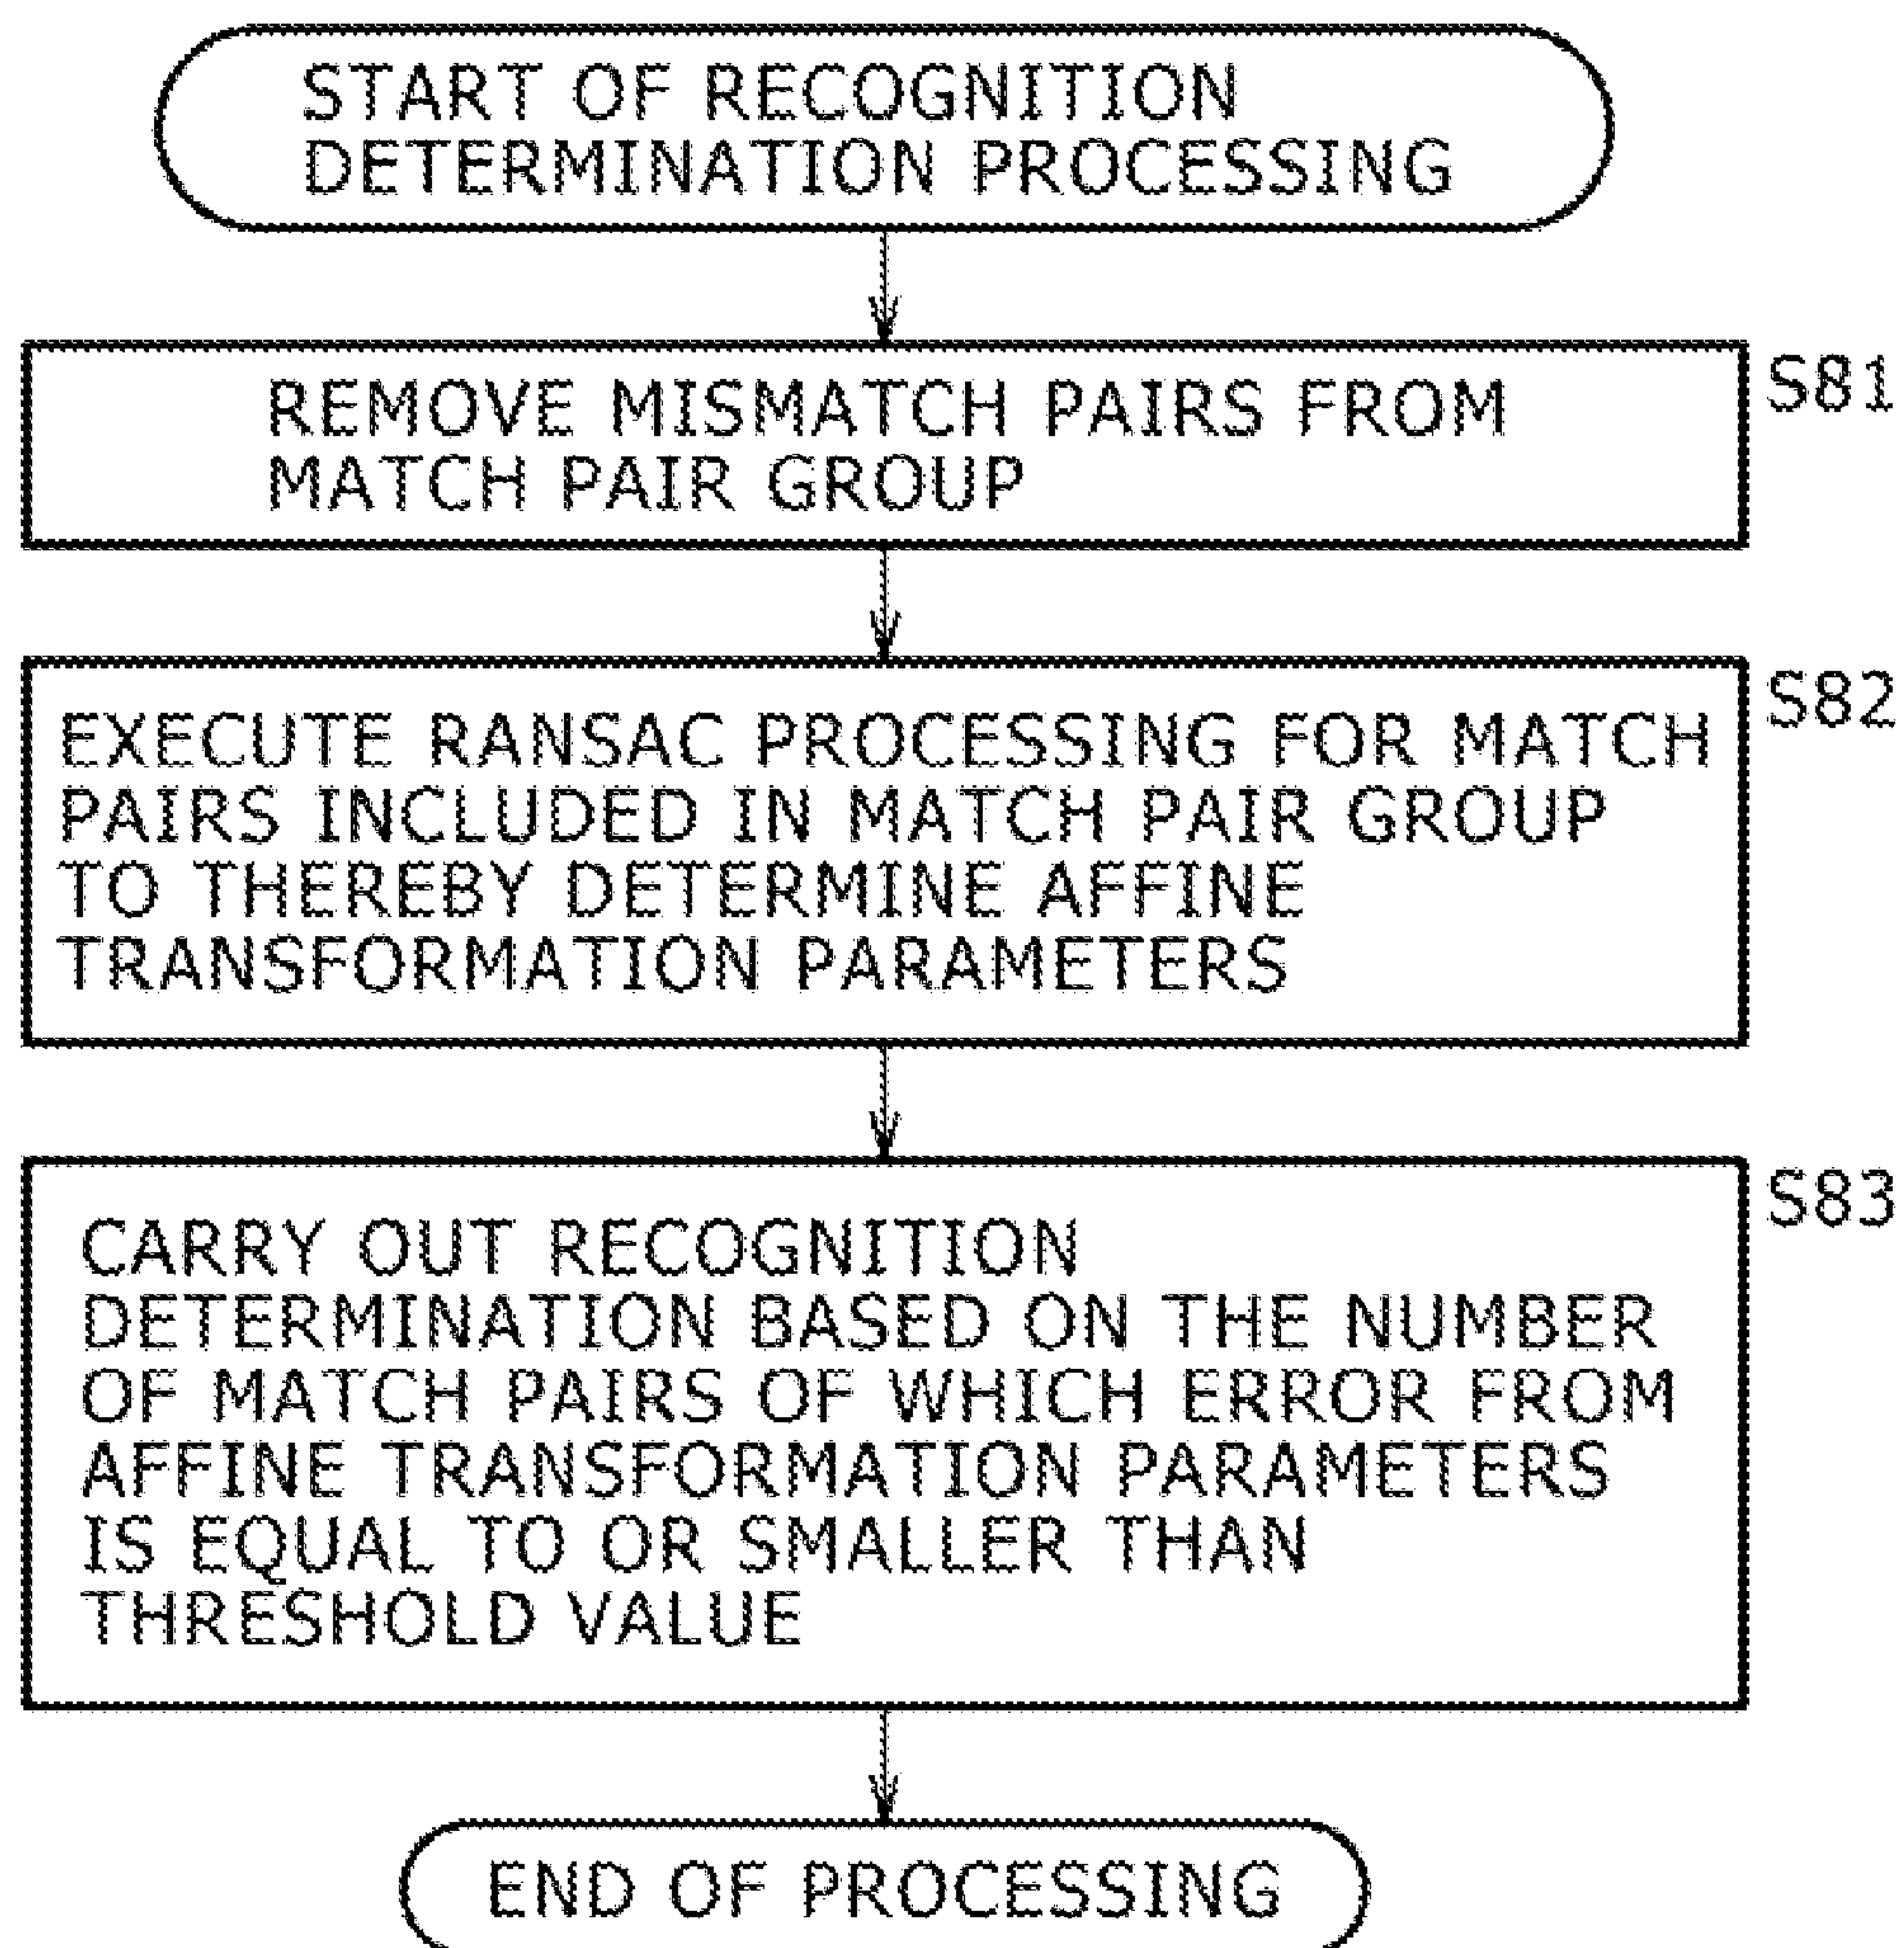 START OF RECOGNITION
DETERMINATION PROCESSING
REMOVE MISMATCH PAIRS FROM
MATCH PAIR GROUP
S81
EXECUTE RANSAC PROCESSING FOR MATCH
PAIRS INCLUDED IN MATCH PAIR GROUP
TO THEREBY DETERMINE AFFINE
TRANSFORMATION PARAMETERS
S82
CARRY OUT RECOGNITION
DETERMINATION BASED ON THE NUMBER
OF MATCH PAIRS OF WHICH ERROR FROM
AFFINE TRANSFORMATION PARAMETERS
IS EQUAL TO OR SMALLER THAN
THRESHOLD VALUE
S83
END OF PROCESSING